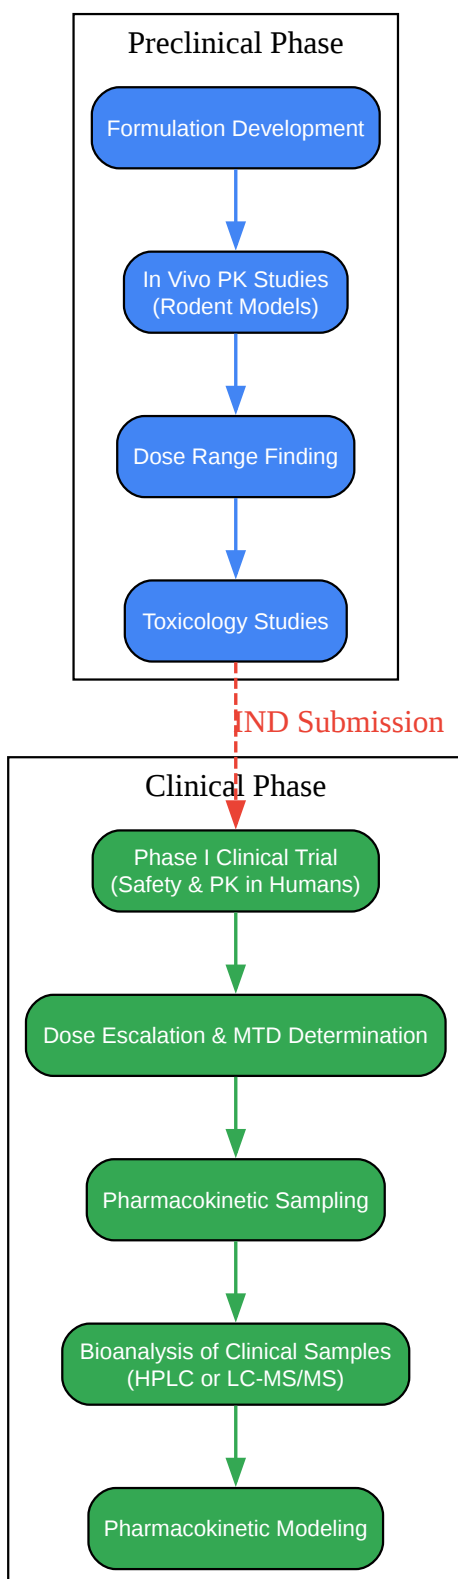 Preclinical Phase
Formulation Development
In Vivo PK Studies
(Rodent Models)
Dose Range Finding
Toxicology Studies
IND Submission
Clinical Phase
Phase I Clinical Trial
(Safety & PK in Humans)
Dose Escalation & MTD Determination
Pharmacokinetic Sampling
Bioanalysis of Clinical Samples
(HPLC or LC-MS/MS)
Pharmacokinetic Modeling